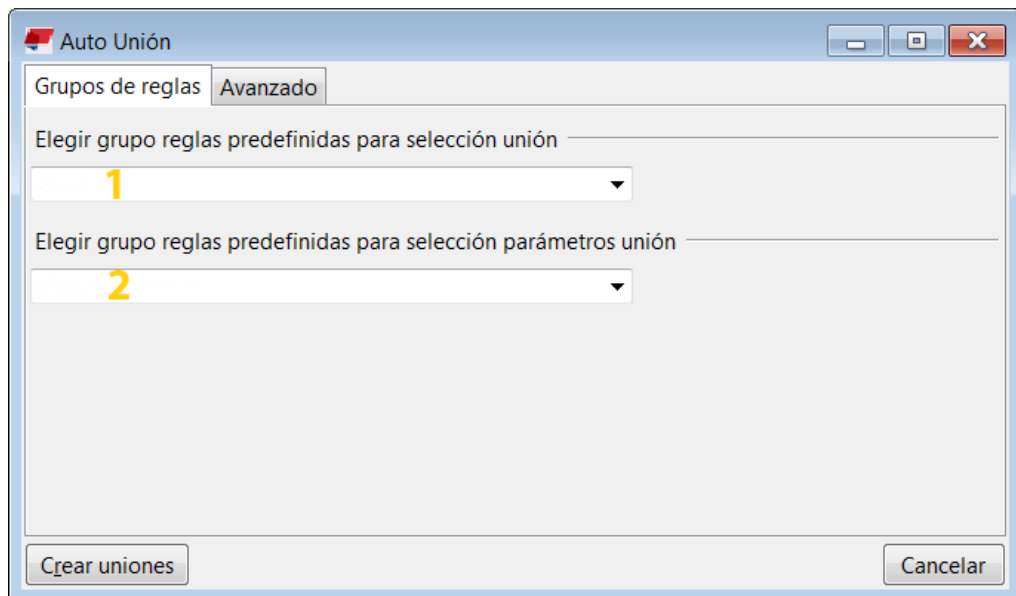 Auto Unión
Grupos de reglas Avanzado
Elegir grupo reglas predefinidas para selección unión
1
Elegir grupo reglas predefinidas para selección parámetros unión
2
Crear uniones Cancelar